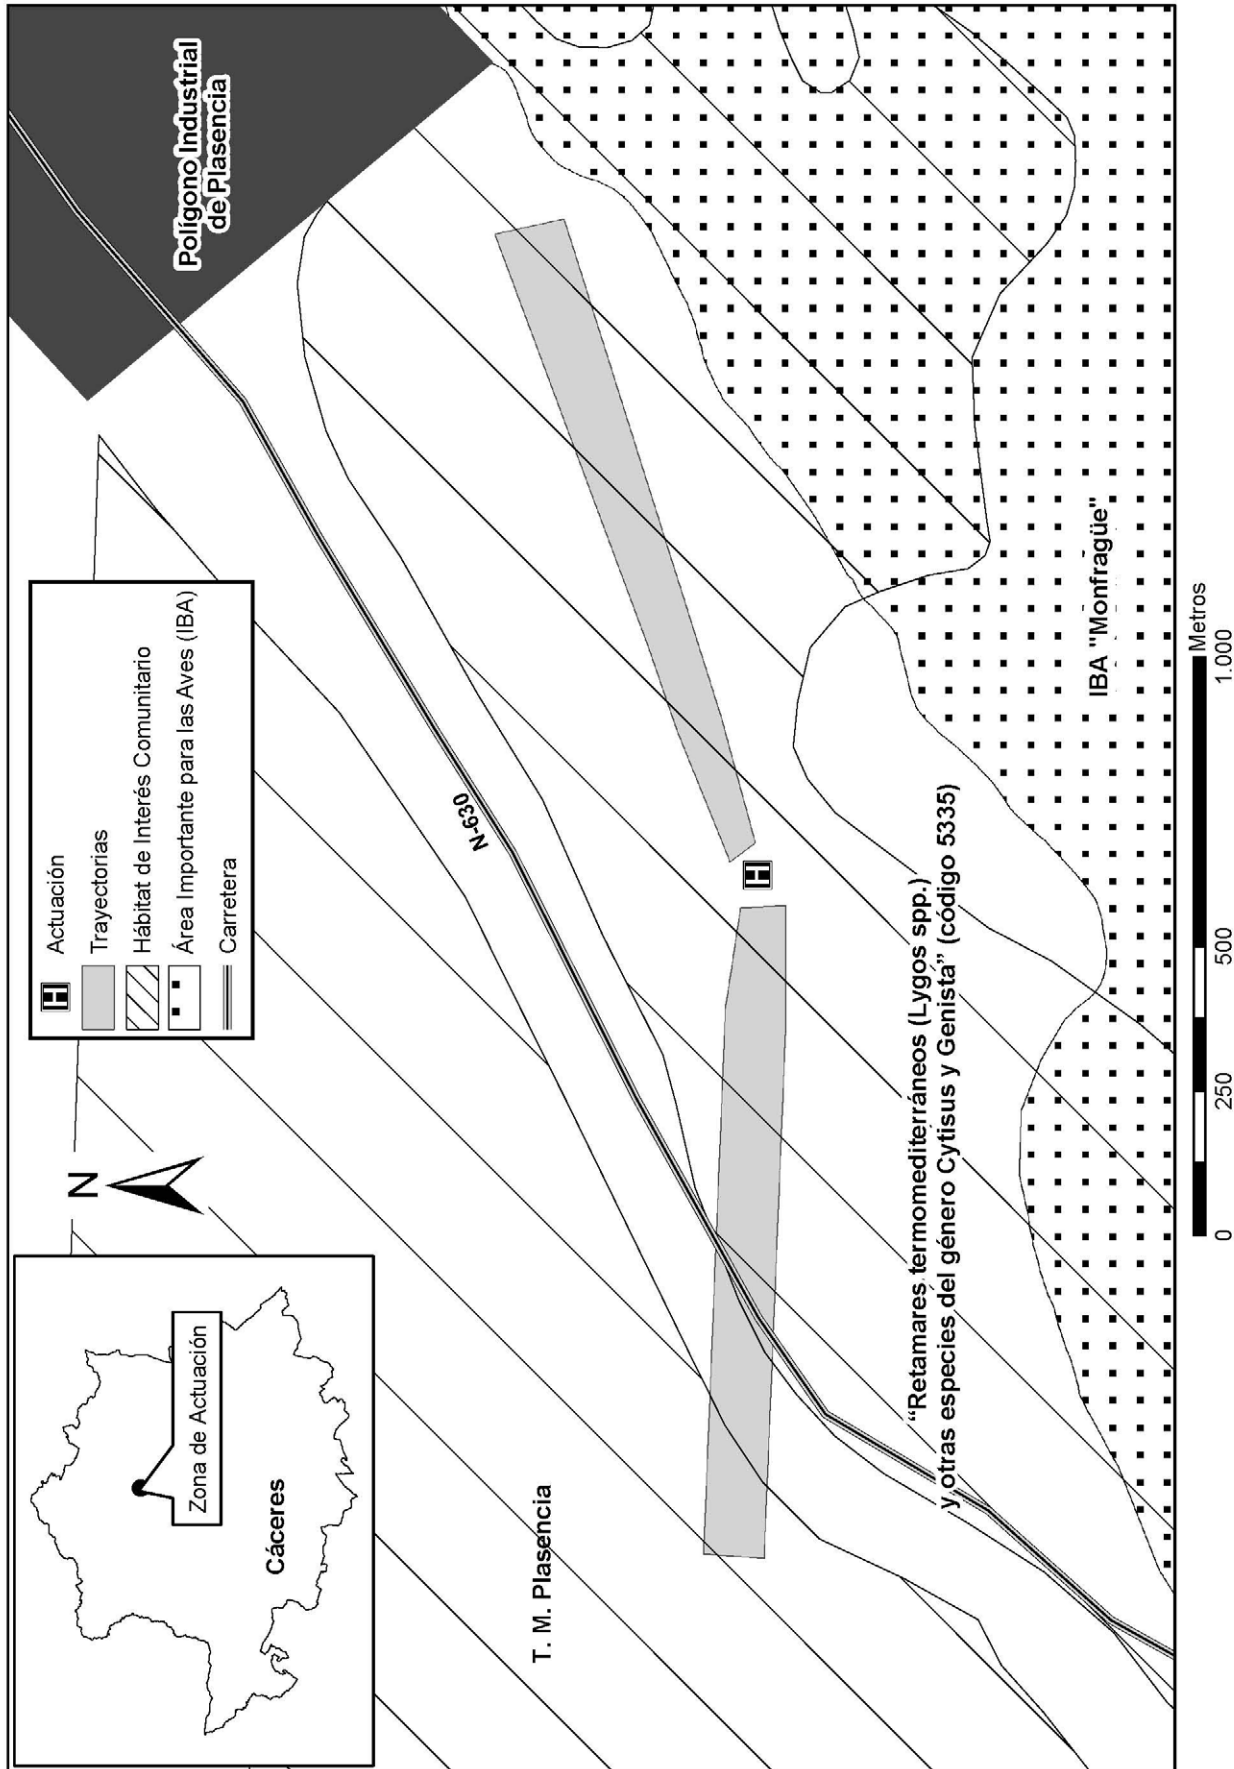 Zona de Actuación
Cáceres
N
H
Actuación
Trayectorias
Hábitat de Interés Comunitario
Área Importante para las Aves (IBA)
Carretera
Polígono Industrial
de Plasencia
N-630
T. M. Plasencia
H
"Retamares termomediterráneos (Lygos spp.)
y otras especies del género Cytisus y Genista" (código 5335)
IBA "Monfragüe"
0 250 500 1.000
Metros